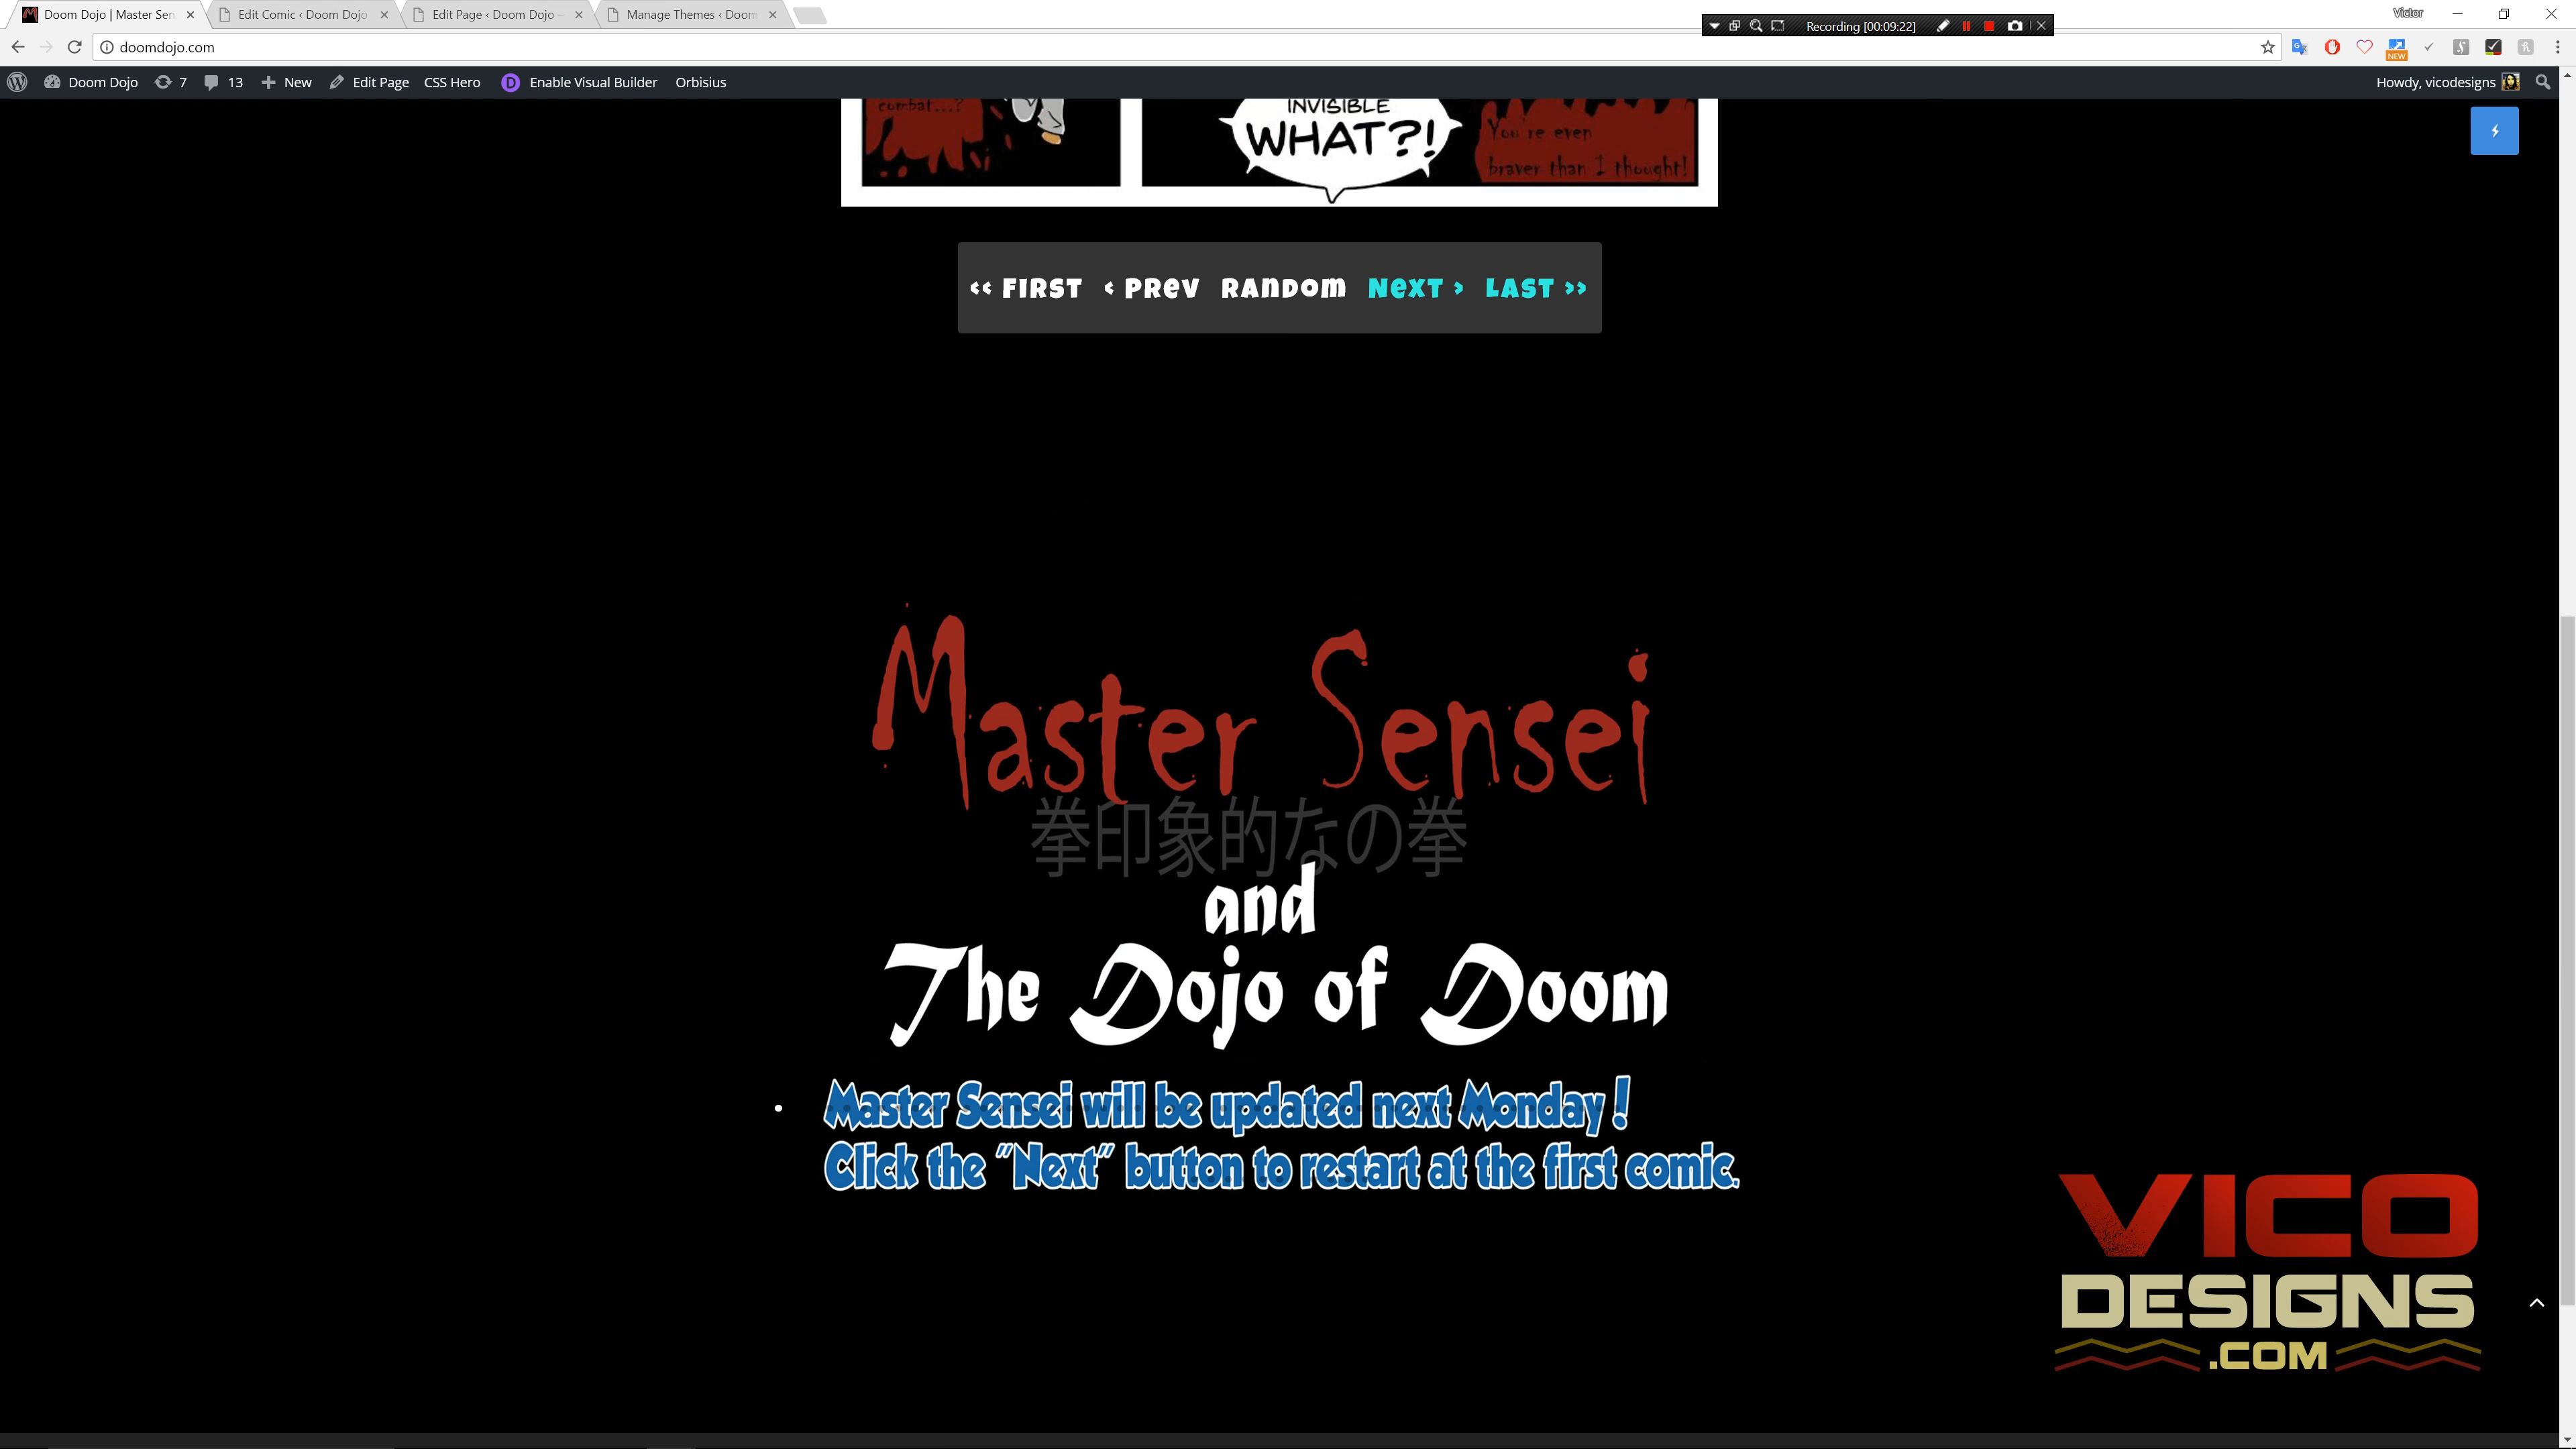 Doom Dojo | Master Sen
Edit Comic ‹ Doom Dojo
Edit Page ‹ Doom Dojo —
Manage Themes ‹ Doom
Victor
Recording [00:09:22]
doomdojo.com
NEW
Doom Dojo 7 13 New Edit Page CSS Hero D Enable Visual Builder Orbisius Howdy, vicodesigns
combat...?
INVISIBLE
WHAT?!
You're even
braver than I thought!
<< FIRST < PREV RANDOM NEXT > LAST >>
Master Sensei
拳印象的なの拳
and
The Dojo of Doom
Master Sensei will be updated next Monday!
Click the "Next" button to restart at the first comic.
VICO
DESIGNS
.COM